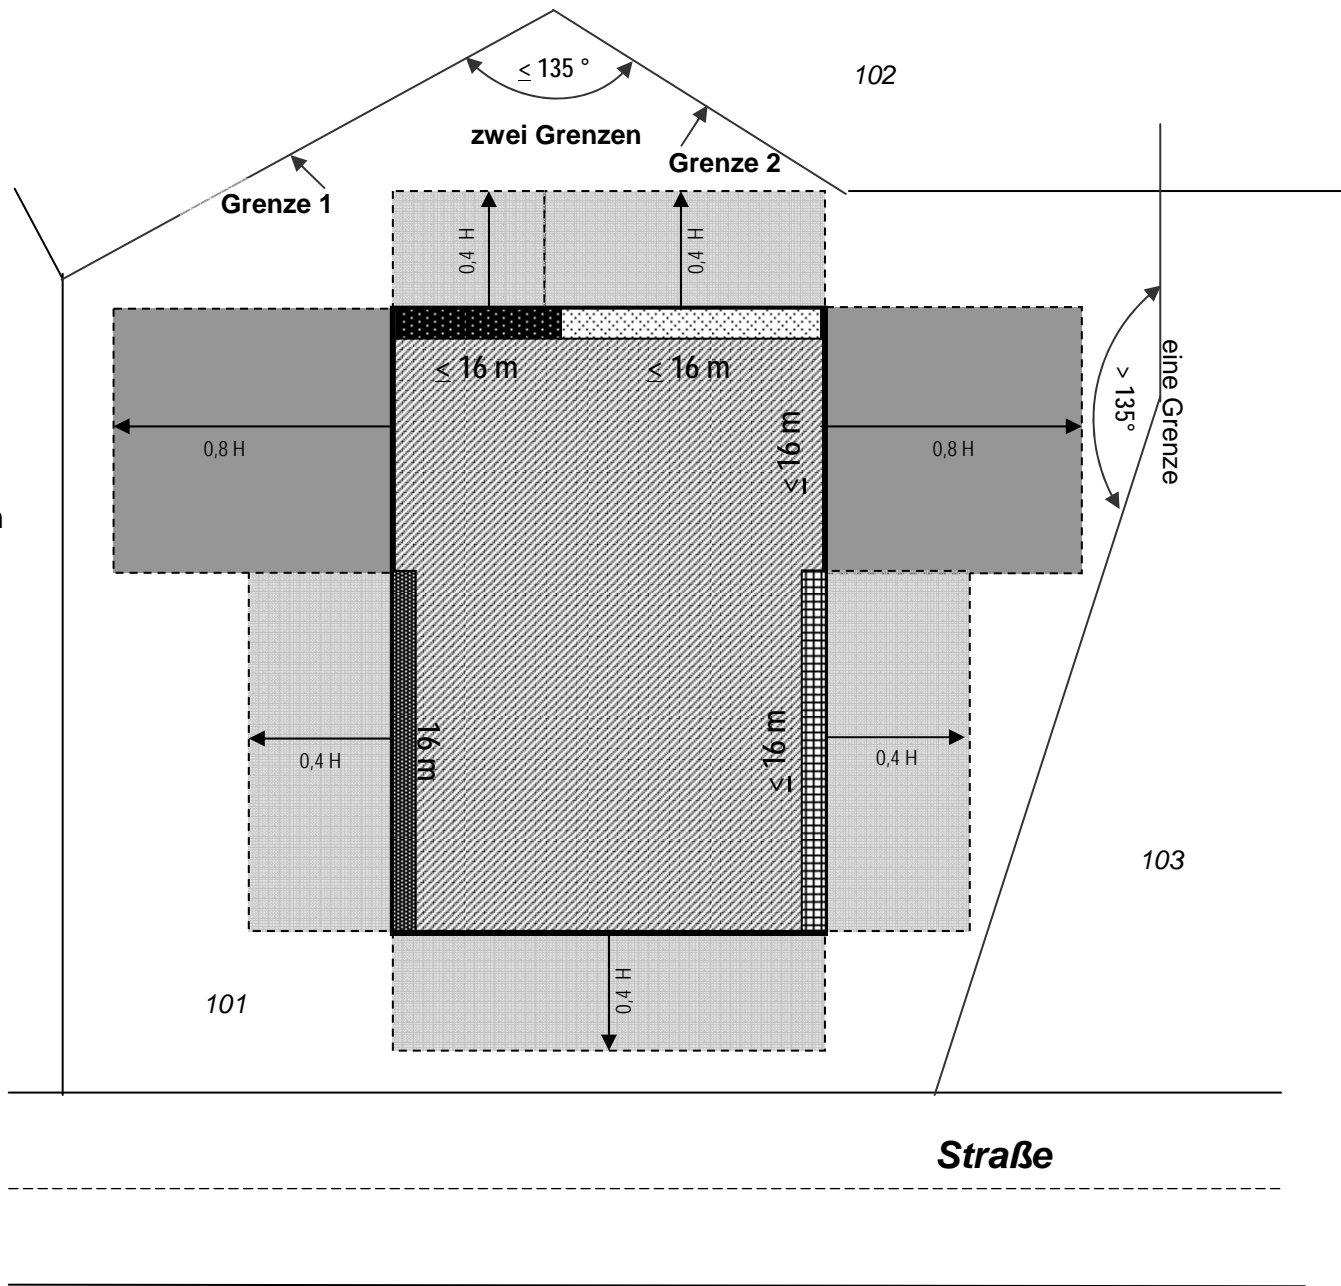 ≤ 135 °
102
zwei Grenzen
Grenze 2
Grenze 1
0,4 H
0,4 H
≤ 16 m
≤ 16 m
eine Grenze
> 135°
≤ 16 m
0,8 H
0,8 H
16 m
≤ 16 m
0,4 H
0,4 H
103
101
0,4 H
Straße